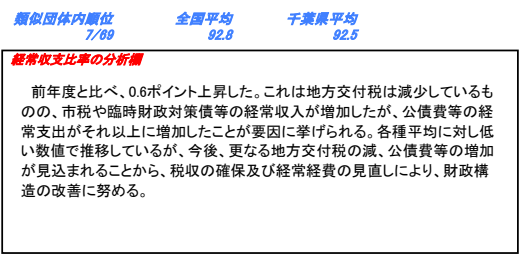 類似団体内順位 全国平均 千葉県平均
7/69 92.8 92.5
経常収支比率の分析欄
前年度と比べ、0.6ポイント上昇した。これは地方交付税は減少しているも
のの、市税や臨時財政対策債等の経常収入が増加したが、公債費等の経
常支出がそれ以上に増加したことが要因に挙げられる。各種平均に対し低
い数値で推移しているが、今後、更なる地方交付税の減、公債費等の増加
が見込まれることから、税収の確保及び経常経費の見直しにより、財政構
造の改善に努める。